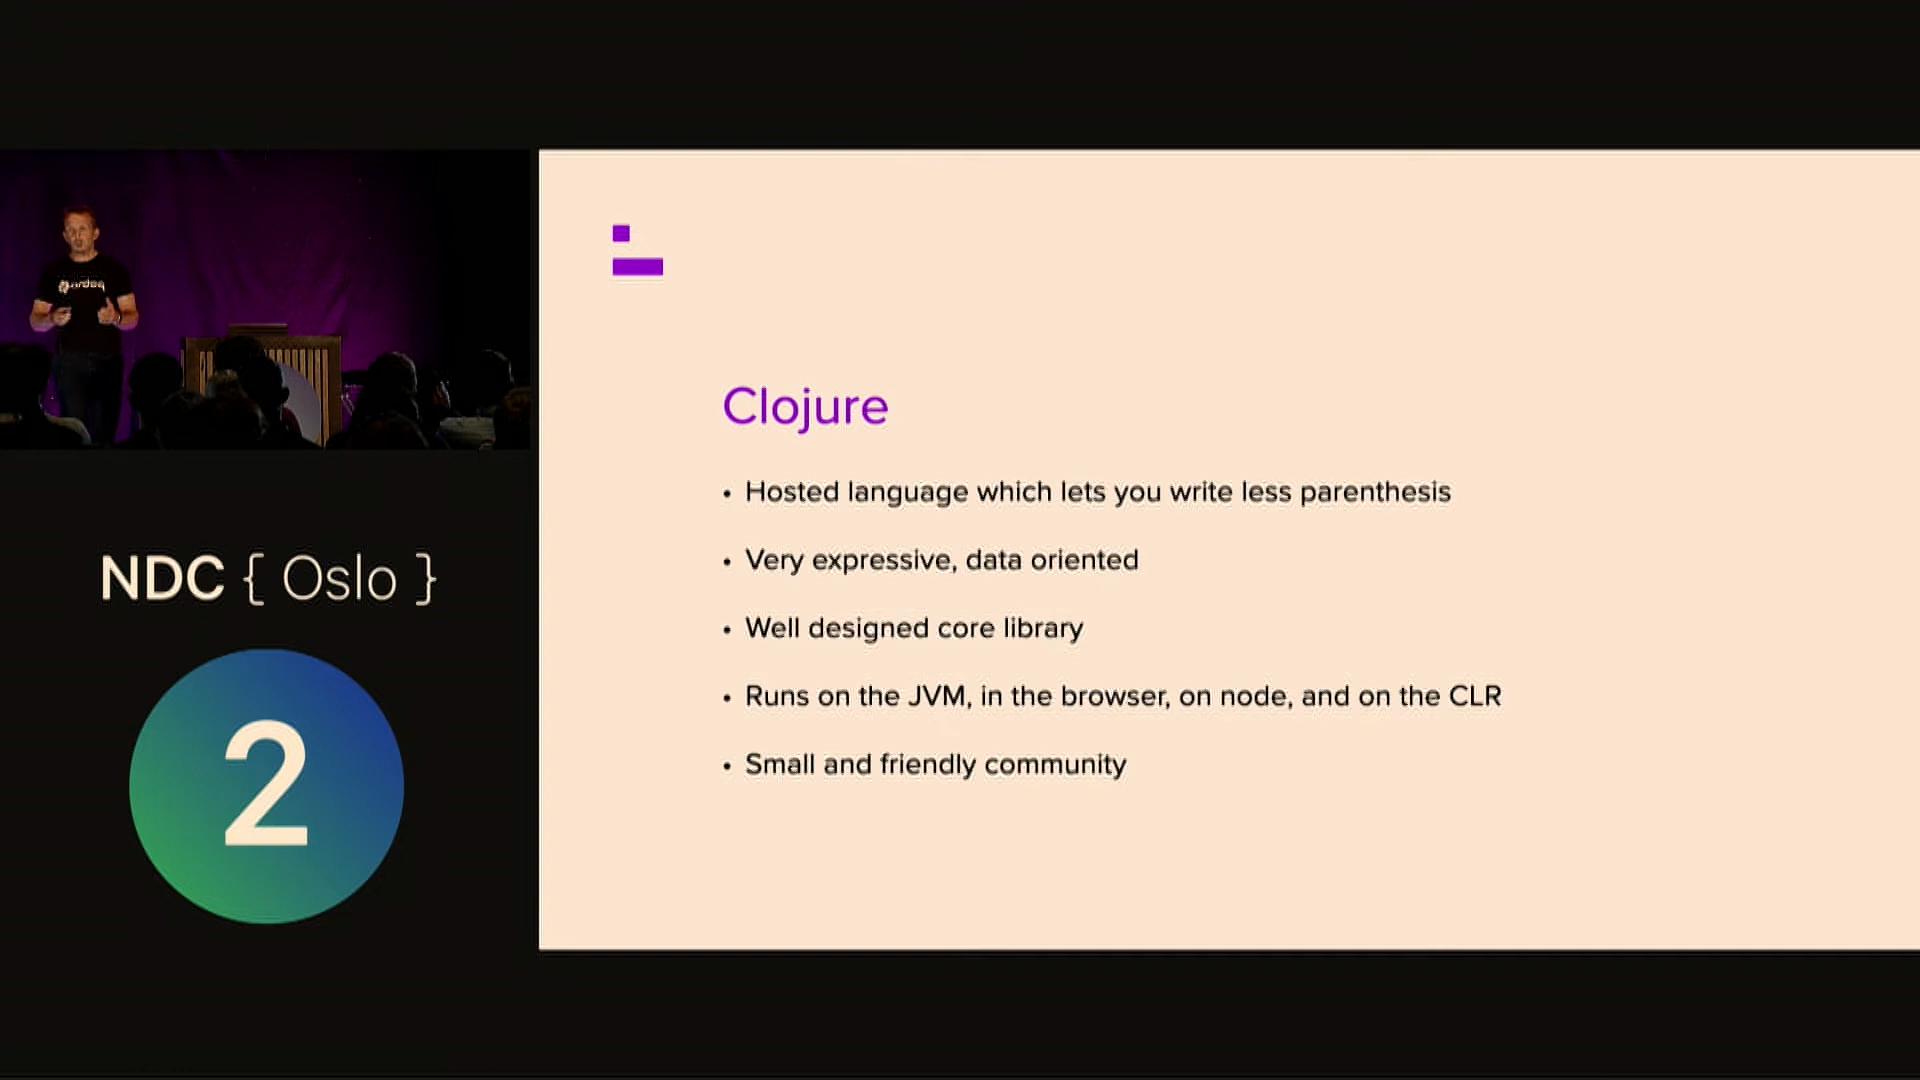 ardoq
NDC { Oslo }
2
Clojure
• Hosted language which lets you write less parenthesis
• Very expressive, data oriented
• Well designed core library
• Runs on the JVM, in the browser, on node, and on the CLR
• Small and friendly community